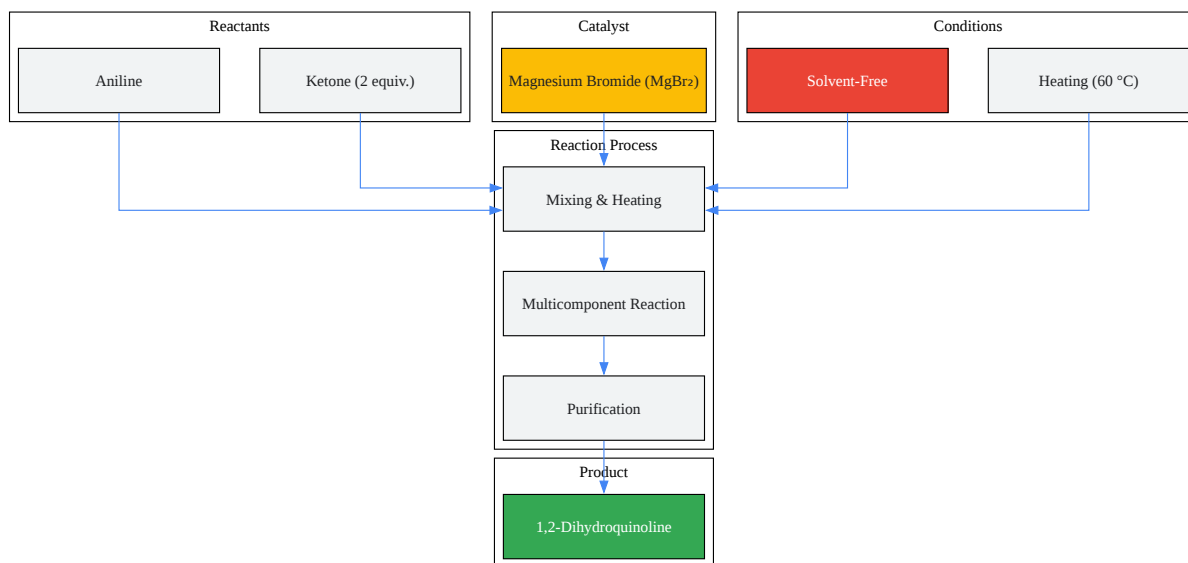 Reactants
Catalyst
Conditions
Aniline
Ketone (2 equiv.)
Magnesium Bromide (MgBr₂)
Solvent-Free
Heating (60 °C)
Reaction Process
Mixing & Heating
Multicomponent Reaction
Purification
Product
1,2-Dihydroquinoline